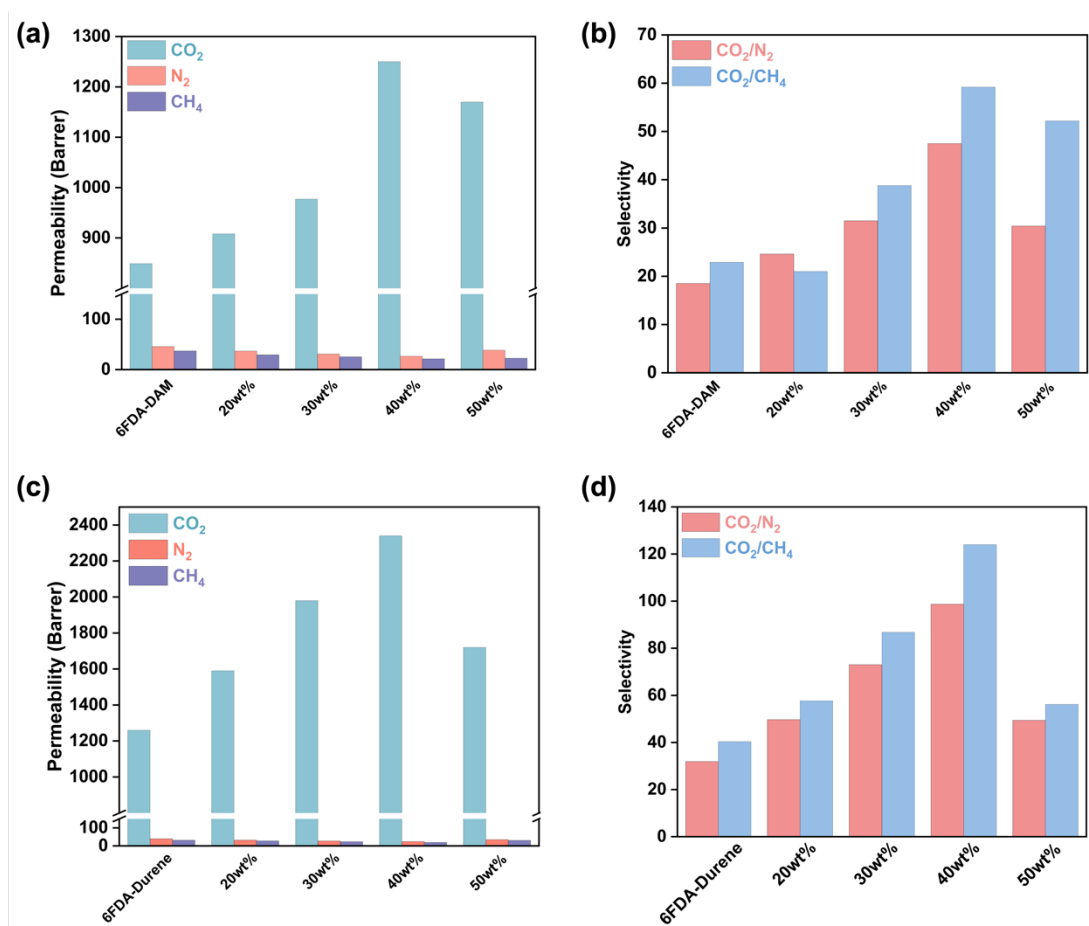 (a)
Permeability (Barrer)
1300
1200
1100
1000
900
100
0
CO₂
N₂
CH₄
6FDA-DAM
20wt%
30wt%
40wt%
50wt%
(b)
Selectivity
70
60
50
40
30
20
10
0
CO₂/N₂
CO₂/CH₄
6FDA-DAM
20wt%
30wt%
40wt%
50wt%
(c)
Permeability (Barrer)
2400
2200
2000
1800
1600
1400
1200
1000
100
0
CO₂
N₂
CH₄
6FDA-Durene
20wt%
30wt%
40wt%
50wt%
(d)
Selectivity
140
120
100
80
60
40
20
0
CO₂/N₂
CO₂/CH₄
6FDA-Durene
20wt%
30wt%
40wt%
50wt%